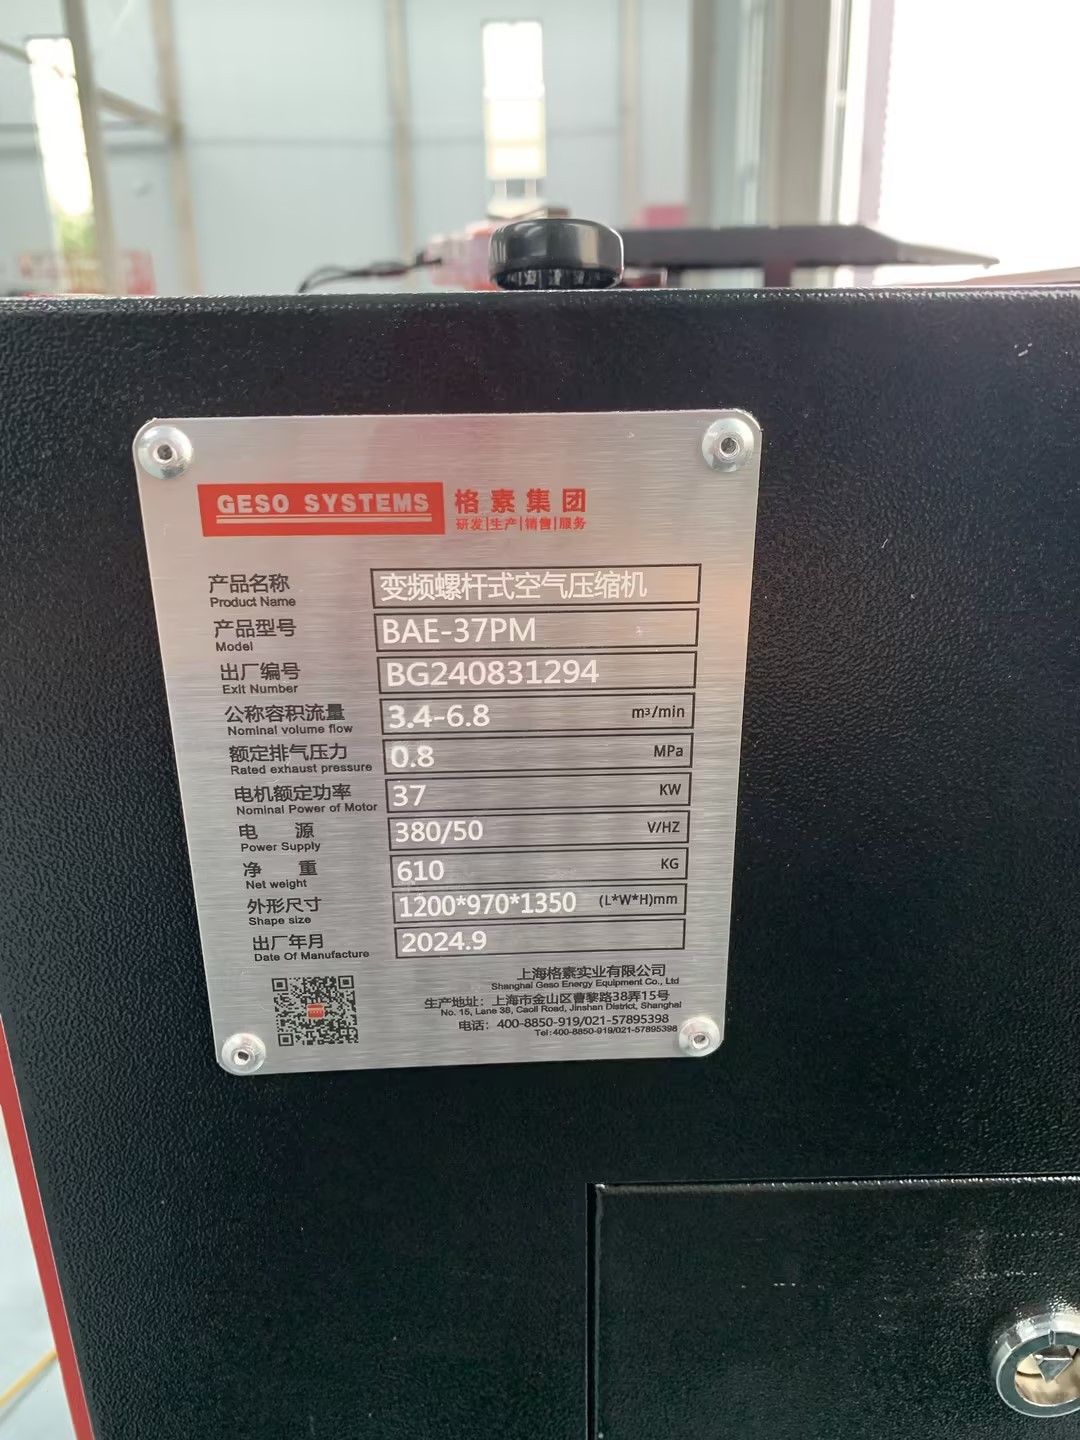 GESO SYSTEMS 格素集团
研发|生产|销售|服务
产品名称 变频螺杆式空气压缩机
Product Name
产品型号 BAE-37PM
Model
出厂编号 BG240831294
Exit Number
公称容积流量 3.4-6.8 m³/min
Nominal volume flow
额定排气压力 0.8 MPa
Rated exhaust pressure
电机额定功率 37 KW
Nominal Power of Motor
电 源 380/50 V/HZ
Power Supply
净 重 610 KG
Net weight
外形尺寸 1200*970*1350 (L*W*H)mm
Shape size
出厂年月 2024.9
Date Of Manufacture
上海格素实业有限公司
Shanghai Geso Energy Equipment Co., Ltd
生产地址：上海市金山区曹黎路38弄15号
No. 15, Lane 38, Caoli Road, Jinshan District, Shanghai
电话：400-8850-919/021-57895398
Tel:400-8850-919/021-57895398